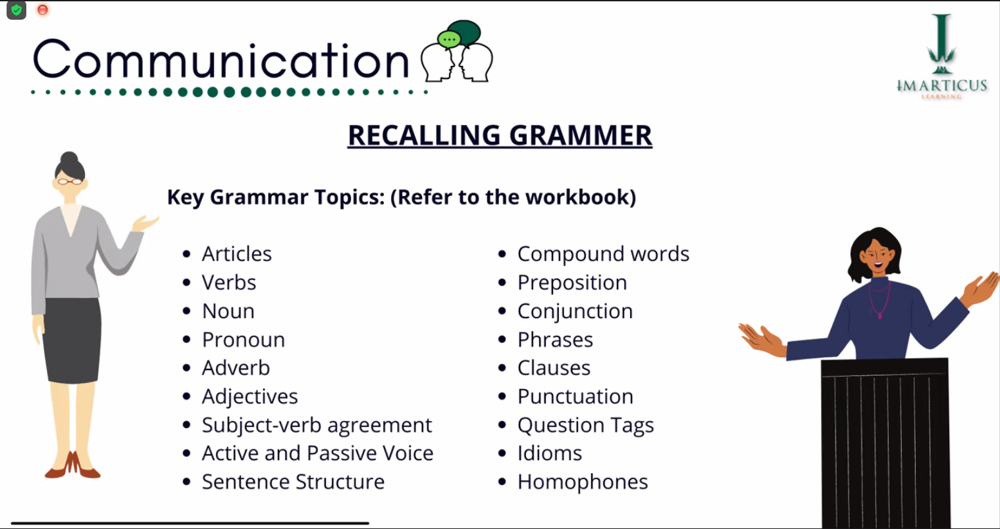 Communication
IMARTICUS
LEARNING
RECALLING GRAMMER
Key Grammar Topics: (Refer to the workbook)
• Articles
• Verbs
• Noun
• Pronoun
• Adverb
• Adjectives
• Subject-verb agreement
• Active and Passive Voice
• Sentence Structure
• Compound words
• Preposition
• Conjunction
• Phrases
• Clauses
• Punctuation
• Question Tags
• Idioms
• Homophones